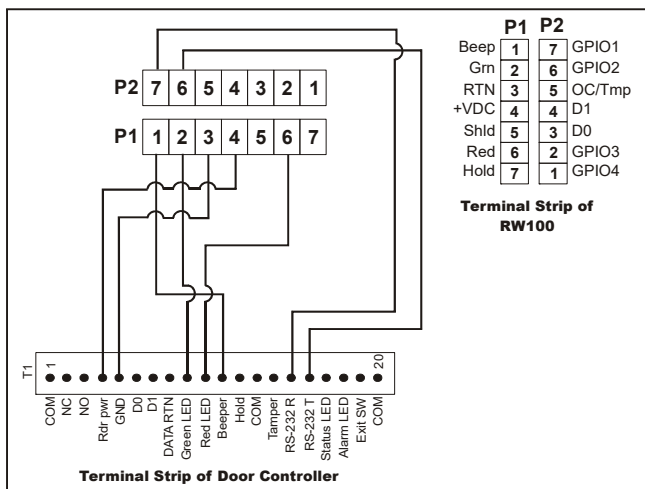 P1 P2
Beep 1 7 GPIO1
Grn 2 6 GPIO2
RTN 3 5 OC/Tmp
+VDC 4 4 D1
Shld 5 3 D0
Red 6 2 GPIO3
Hold 7 1 GPIO4
Terminal Strip of
RW100
P2 7 6 5 4 3 2 1
P1 1 2 3 4 5 6 7
T1
1
20
COM
NC
NO
Rdr pwr
GND
D0
D1
DATA RTN
Green LED
Red LED
Beeper
Hold
COM
Tamper
RS-232 R
RS-232 T
Status LED
Alarm LED
Exit SW
COM
Terminal Strip of Door Controller